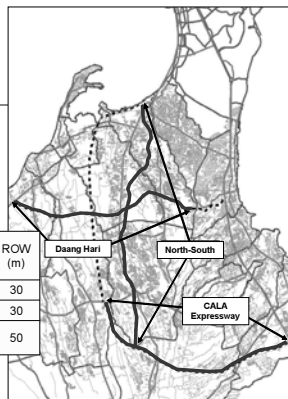 ROW
(m)
30
30
50
Daang Hari
North-South
CALA
Expressway